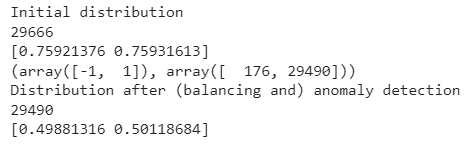 Initial distribution
29666
[0.75921376 0.75931613]
(array([-1,  1]), array([  176, 29490]))
Distribution after (balancing and) anomaly detection
29490
[0.49881316 0.50118684]